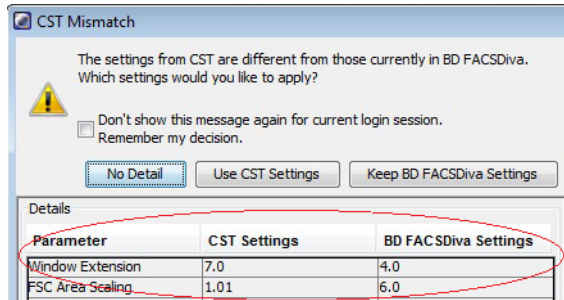 CST Mismatch
The settings from CST are different from those currently in BD FACSDiva.
Which settings would you like to apply?
Don't show this message again for current login session.
Remember my decision.
No Detail Use CST Settings Keep BD FACSDiva Settings
Details
Parameter CST Settings BD FACSDiva Settings
Window Extension 7.0 4.0
FSC Area Scaling 1.01 6.0